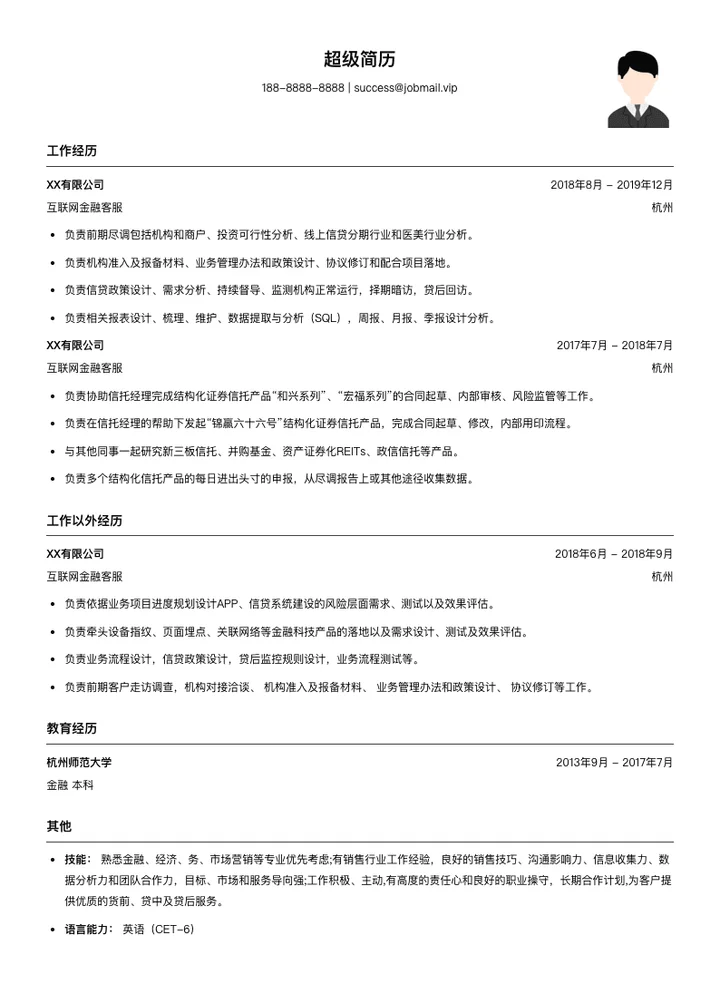 超级简历
188-8888-8888 | success@jobmail.vip
工作经历
XX有限公司 2018年8月 – 2019年12月
互联网金融客服 杭州
• 负责前期尽调包括机构和商户、投资可行性分析、线上信贷分期行业和医美行业分析。
• 负责机构准入及报备材料、业务管理办法和政策设计、协议修订和配合项目落地。
• 负责信贷政策设计、需求分析、持续督导、监测机构正常运行，择期暗访，贷后回访。
• 负责相关报表设计、梳理、维护、数据提取与分析（SQL），周报、月报、季报设计分析。
XX有限公司 2017年7月 – 2018年7月
互联网金融客服 杭州
• 负责协助信托经理完成结构化证券信托产品“和兴系列”、“宏福系列”的合同起草、内部审核、风险监管等工作。
• 负责在信托经理的帮助下发起“锦赢六十六号”结构化证券信托产品，完成合同起草、修改，内部用印流程。
• 与其他同事一起研究新三板信托、并购基金、资产证券化REITs、政信信托等产品。
• 负责多个结构化信托产品的每日进出头寸的申报，从尽调报告上或其他途径收集数据。
工作以外经历
XX有限公司 2018年6月 – 2018年9月
互联网金融客服 杭州
• 负责依据业务项目进度规划设计APP、信贷系统建设的风险层面需求、测试以及效果评估。
• 负责牵头设备指纹、页面埋点、关联网络等金融科技产品的落地以及需求设计、测试及效果评估。
• 负责业务流程设计，信贷政策设计，贷后监控规则设计，业务流程测试等。
• 负责前期客户走访调查，机构对接洽谈、 机构准入及报备材料、 业务管理办法和政策设计、 协议修订等工作。
教育经历
杭州师范大学 2013年9月 – 2017年7月
金融 本科
其他
• 技能： 熟悉金融、经济、务、市场营销等专业优先考虑;有销售行业工作经验，良好的销售技巧、沟通影响力、信息收集力、数
据分析力和团队合作力，目标、市场和服务导向强;工作积极、主动,有高度的责任心和良好的职业操守，长期合作计划,为客户提
供优质的货前、贷中及贷后服务。
• 语言能力： 英语（CET-6）